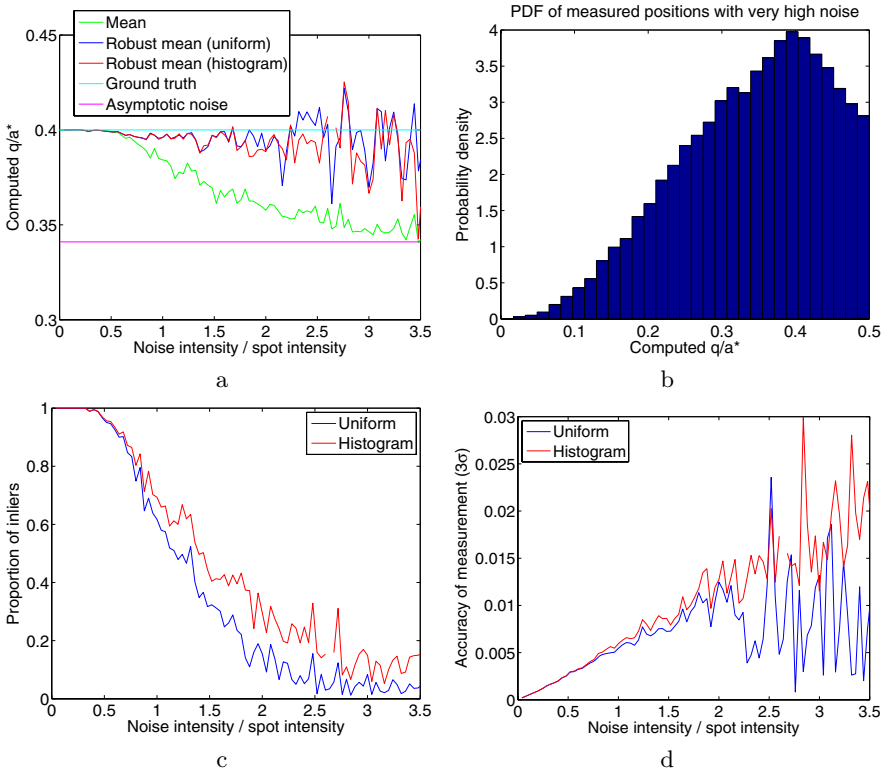 0.45
0.4
0.35
0.3
Computed q/a*
Mean
Robust mean (uniform)
Robust mean (histogram)
Ground truth
Asymptotic noise
0 0.5 1 1.5 2 2.5 3 3.5
Noise intensity / spot intensity
a
PDF of measured positions with very high noise
4
3.5
3
2.5
2
1.5
1
0.5
0
Probability density
0.1 0.2 0.3 0.4 0.5
Computed q/a*
b
1
0.8
0.6
0.4
0.2
0
Proportion of inliers
Uniform
Histogram
0 0.5 1 1.5 2 2.5 3 3.5
Noise intensity / spot intensity
c
0.03
0.025
0.02
0.015
0.01
0.005
0
Accuracy of measurement (3σ)
Uniform
Histogram
0 0.5 1 1.5 2 2.5 3 3.5
Noise intensity / spot intensity
d